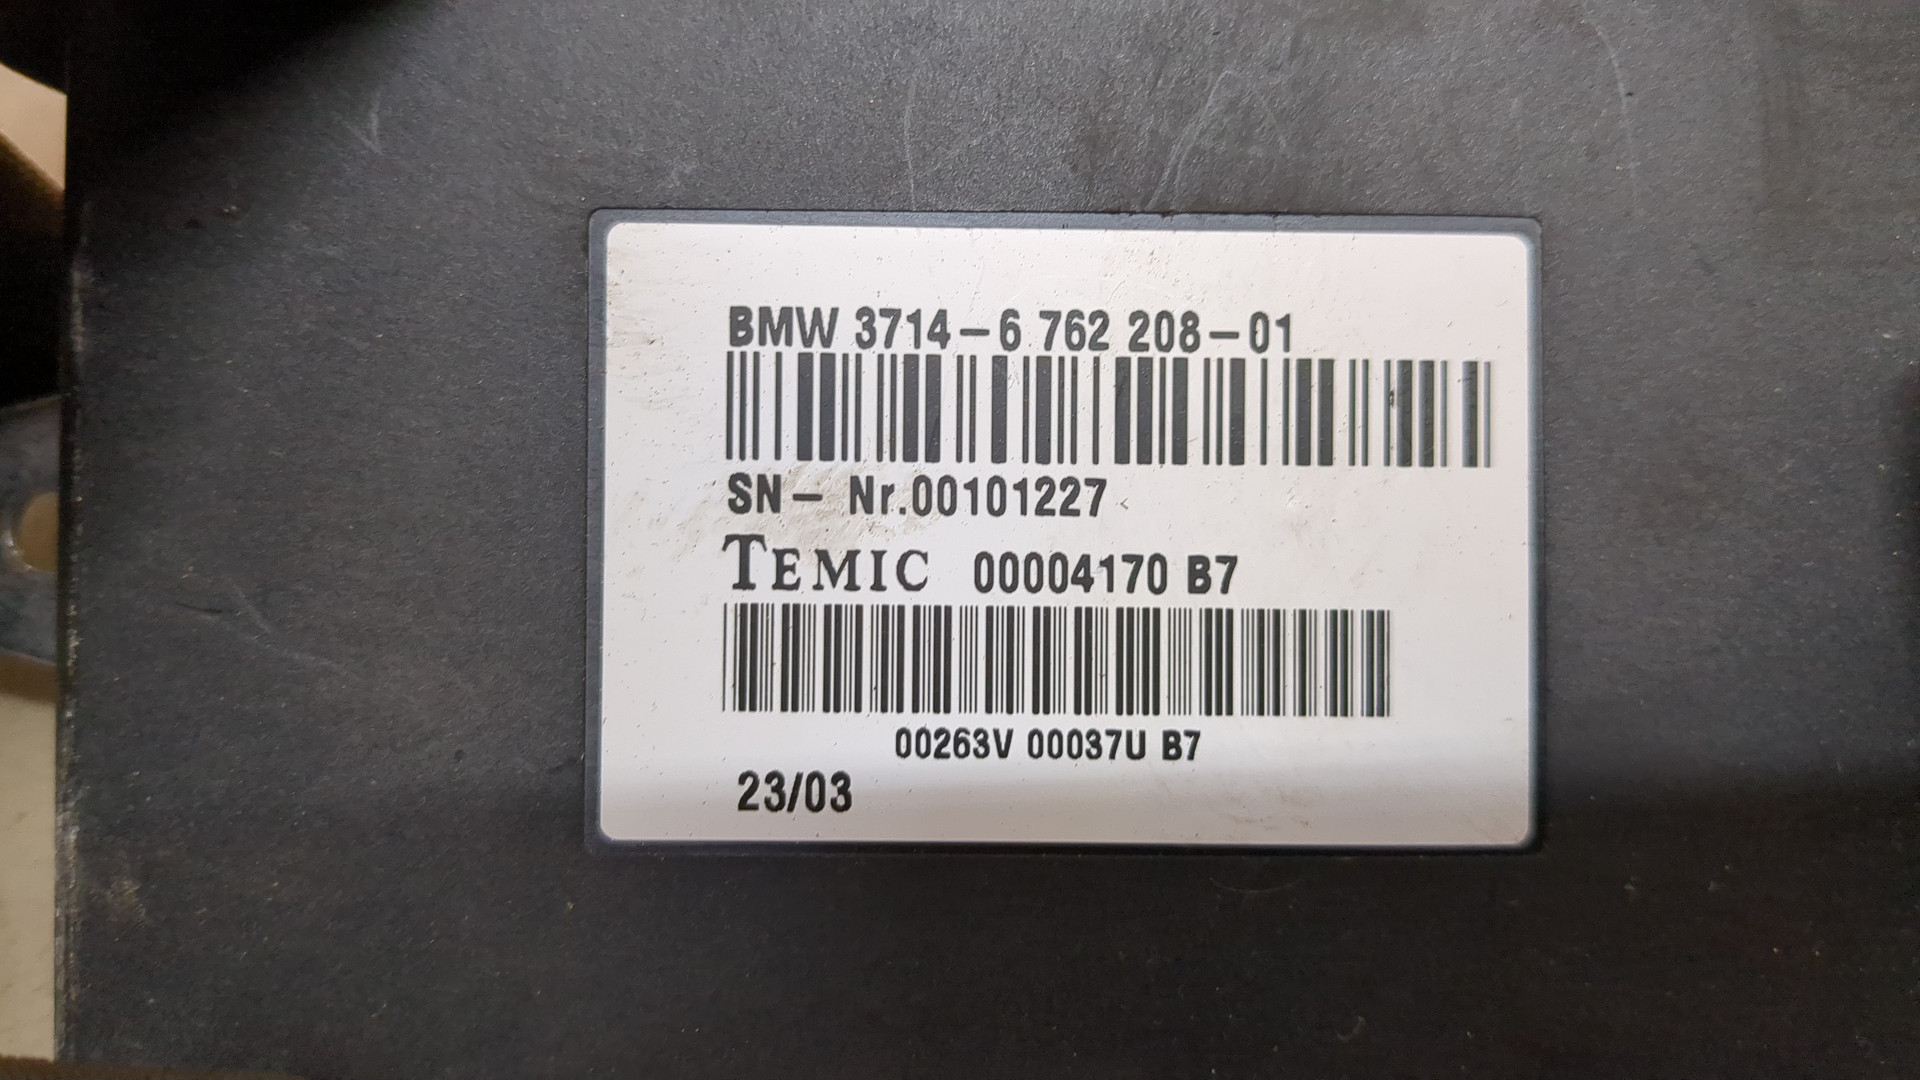 BMW 3714-6 762 208-01
SN- Nr.00101227
TEMIC 00004170 B7
00263V 00037U B7
23/03